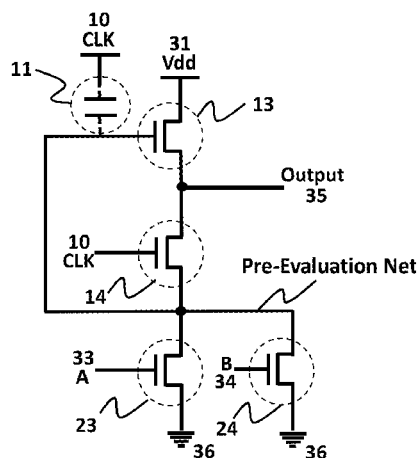 10
CLK
11
31
Vdd
13
Output
35
10
CLK
14
Pre-Evaluation Net
33
A
B
34
23
36
24
36